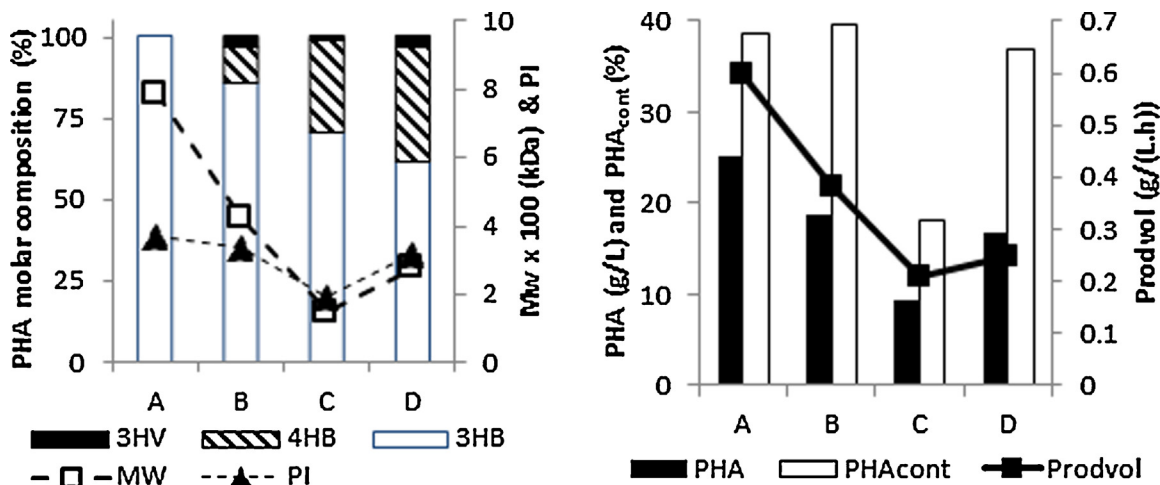 PHA molar composition (%)
100
75
50
25
0
10
8
6
4
2
0
Mw x 100 (kDa) & PI
A B C D
3HV 4HB 3HB
MW PI
PHA (g/L) and PHAcont (%)
40
30
20
10
0
0.7
0.6
0.5
0.4
0.3
0.2
0.1
0
Prodvol (g/(L.h)
A B C D
PHA PHAcont Prodvol